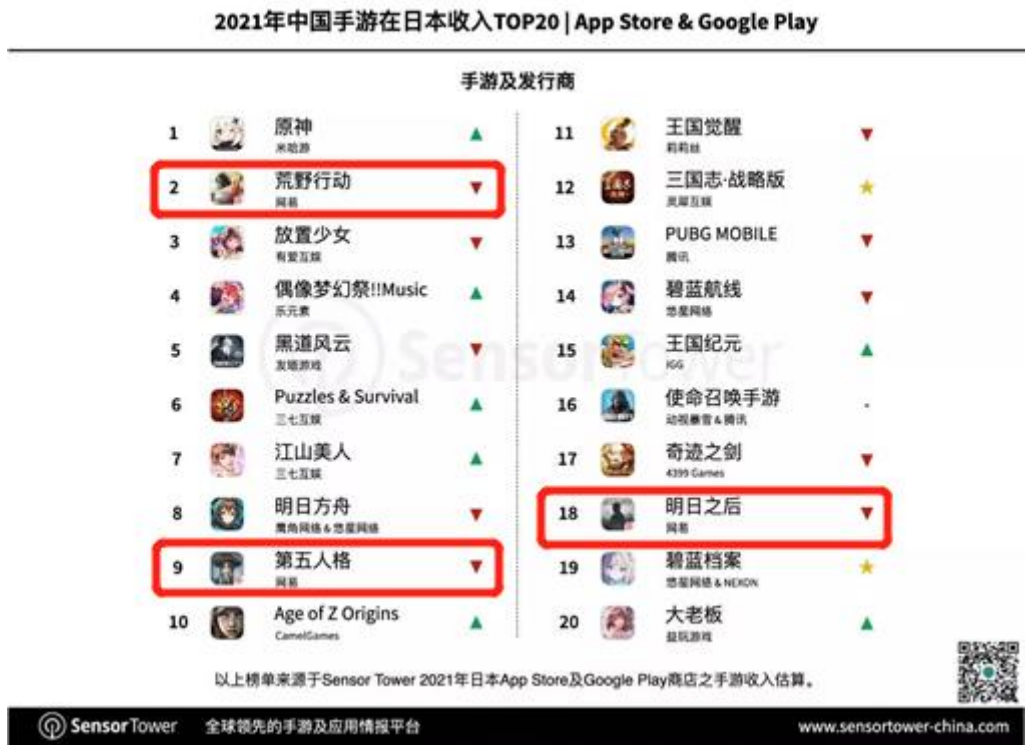 2021年中国手游在日本收入TOP20 | App Store & Google Play
手游及发行商
1
原神
米哈游
2
荒野行动
网易
3
放置少女
有爱互娱
4
偶像梦幻祭!!Music
乐元素
5
黑道风云
发姐游戏
6
Puzzles & Survival
三七互娱
7
江山美人
三七互娱
8
明日方舟
鹰角网络 & 悠星网络
9
第五人格
网易
10
Age of Z Origins
CamelGames
11
王国觉醒
莉莉丝
12
三国志·战略版
灵犀互娱
13
PUBG MOBILE
腾讯
14
碧蓝航线
悠星网络
15
王国纪元
IGG
16
使命召唤手游
动视暴雪 & 腾讯
-
17
奇迹之剑
4399 Games
18
明日之后
网易
19
碧蓝档案
悠星网络 & NEXON
20
大老板
益玩游戏
SensorTower
以上榜单来源于Sensor Tower 2021年日本App Store及Google Play商店之手游收入估算。
SensorTower 全球领先的手游及应用情报平台
www.sensortower-china.com